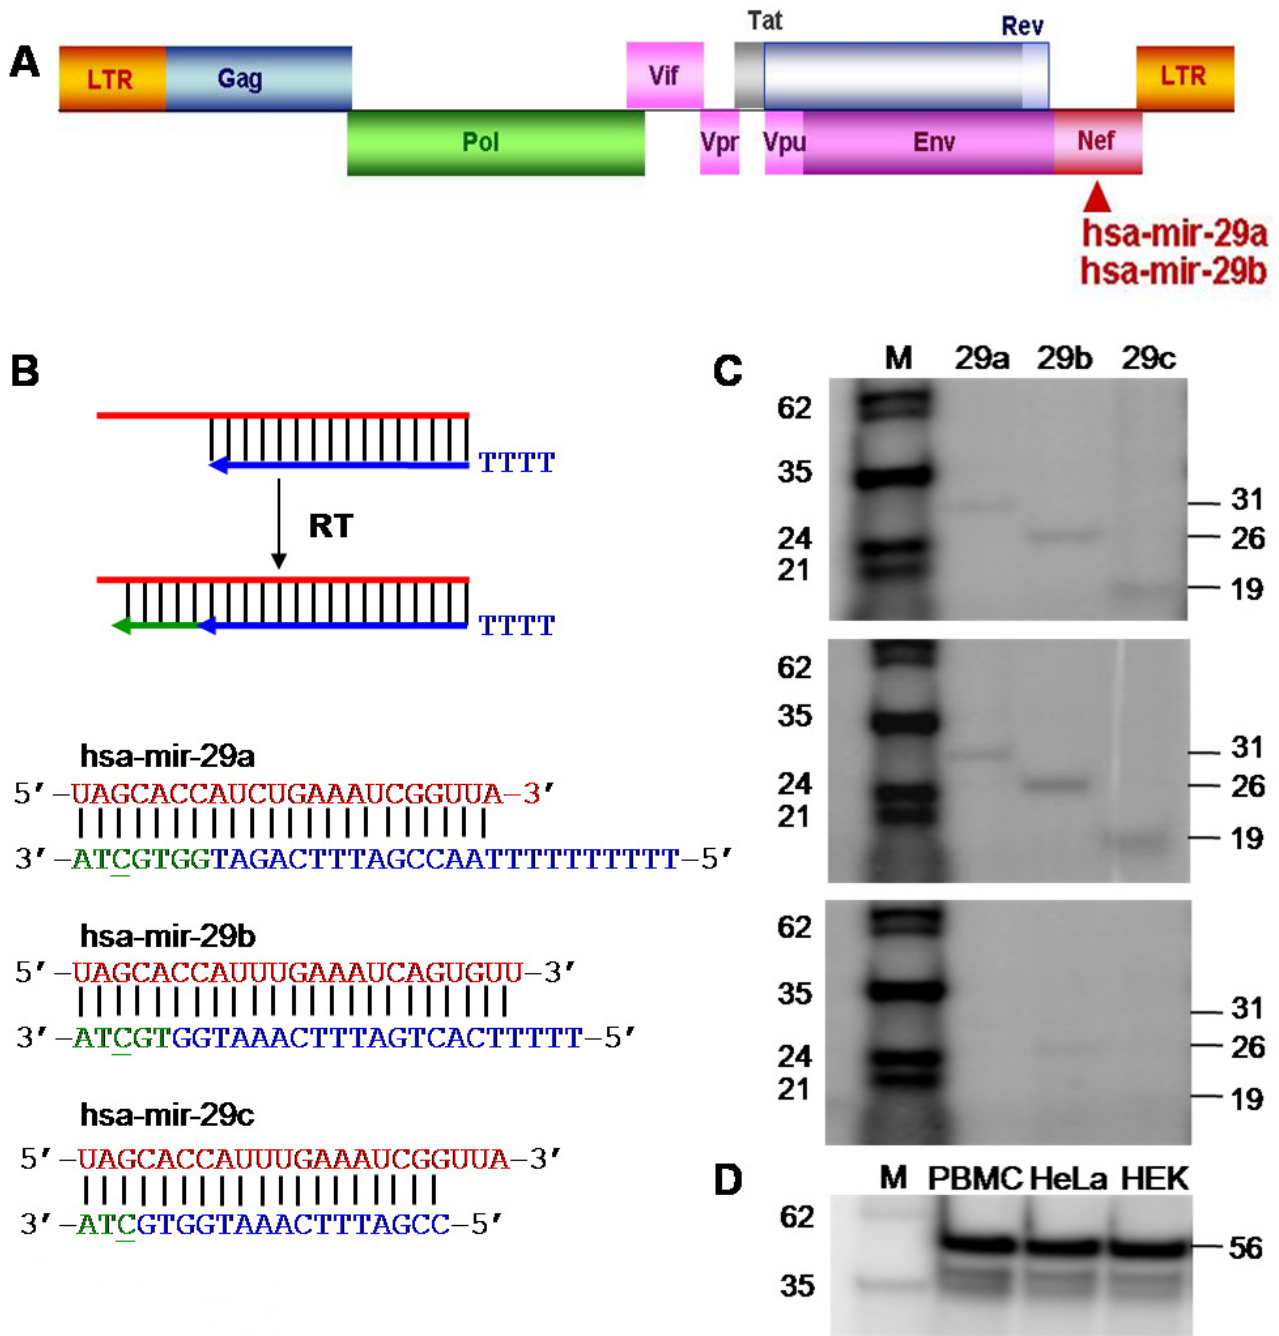 A
Tat
Rev
LTR
Gag
Vif
LTR
Pol
Vpr
Vpu
Env
Nef
hsa-mir-29a
hsa-mir-29b
B
TTTT
RT
TTTT
hsa-mir-29a
5′–UAGCACCAUCUGAAAUCGGUUA–3′
3′–ATCGTGGTAGACTTTAGCCAATTTTTTTTTT–5′
hsa-mir-29b
5′–UAGCACCAUUUGAAAUCAGUGUU–3′
3′–ATCGTGGTAAACTTTAGTCACTTTTT–5′
hsa-mir-29c
5′–UAGCACCAUUUGAAAUCGGUUA–3′
3′–ATCGTGGTAAACTTTAGCC–5′
C
M 29a 29b 29c
62
35
24
21
31
26
19
62
35
24
21
31
26
19
62
35
24
21
31
26
19
D
M PBMC HeLa HEK
62
35
56